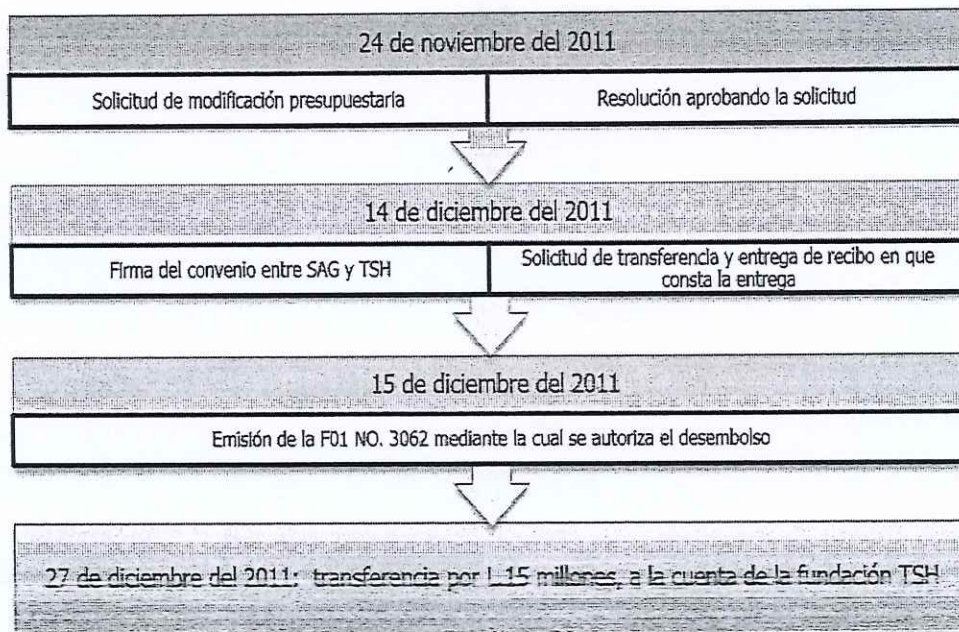 24 de noviembre del 2011
Solicitud de modificación presupuestaria
Resolución aprobando la solicitud
14 de diciembre del 2011
Firma del convenio entre SAG y TSH
Solicitud de transferencia y entrega de recibo en que
consta la entrega
15 de diciembre del 2011
Emisión de la F01 NO. 3062 mediante la cual se autoriza el desembolso
27 de diciembre del 2011: transferencia por L 15 millones, a la cuenta de la fundación TSH